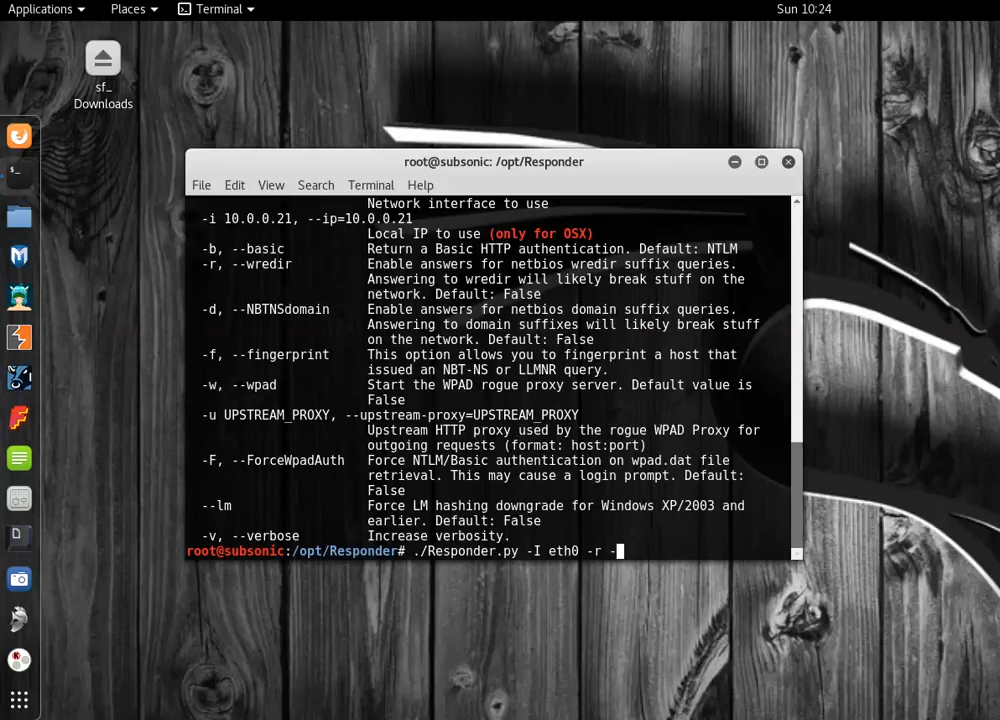 Applications Places Terminal Sun 10:24
sf_
Downloads
root@subsonic: /opt/Responder
File Edit View Search Terminal Help
Network interface to use
-i 10.0.0.21, --ip=10.0.0.21
Local IP to use (only for OSX)
-b, --basic Return a Basic HTTP authentication. Default: NTLM
-r, --wredir Enable answers for netbios wredir suffix queries.
Answering to wredir will likely break stuff on the
network. Default: False
-d, --NBTNSdomain Enable answers for netbios domain suffix queries.
Answering to domain suffixes will likely break stuff
on the network. Default: False
-f, --fingerprint This option allows you to fingerprint a host that
issued an NBT-NS or LLMNR query.
-w, --wpad Start the WPAD rogue proxy server. Default value is
False
-u UPSTREAM_PROXY, --upstream-proxy=UPSTREAM_PROXY
Upstream HTTP proxy used by the rogue WPAD Proxy for
outgoing requests (format: host:port)
-F, --ForceWpadAuth Force NTLM/Basic authentication on wpad.dat file
retrieval. This may cause a login prompt. Default:
False
--lm Force LM hashing downgrade for Windows XP/2003 and
earlier. Default: False
-v, --verbose Increase verbosity.
root@subsonic:/opt/Responder# ./Responder.py -I eth0 -r -